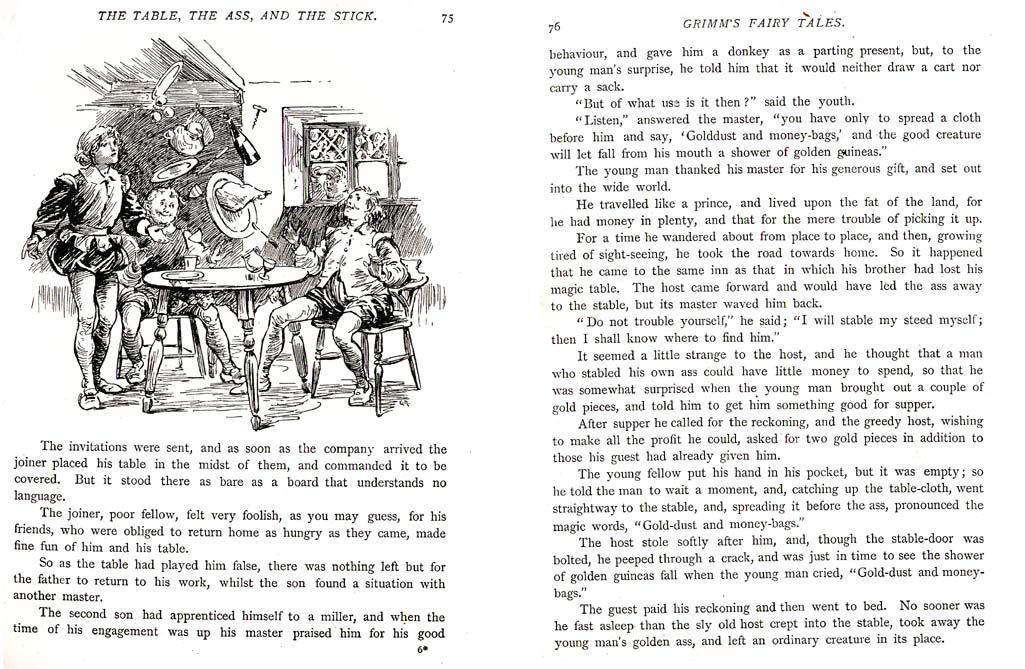 THE TABLE, THE ASS, AND THE STICK. 75
The invitations were sent, and as soon as the company arrived the
joiner placed his table in the midst of them, and commanded it to be
covered. But it stood there as bare as a board that understands no
language.
The joiner, poor fellow, felt very foolish, as you may guess, for his
friends, who were obliged to return home as hungry as they came, made
fine fun of him and his table.
So as the table had played him false, there was nothing left but for
the father to return to his work, whilst the son found a situation with
another master.
The second son had apprenticed himself to a miller, and when the
time of his engagement was up his master praised him for his good
6*
76 GRIMM'S FAIRY TALES.
behaviour, and gave him a donkey as a parting present, but, to the
young man's surprise, he told him that it would neither draw a cart nor
carry a sack.
"But of what use is it then?" said the youth.
"Listen," answered the master, "you have only to spread a cloth
before him and say, 'Golddust and money-bags,' and the good creature
will let fall from his mouth a shower of golden guineas."
The young man thanked his master for his generous gift, and set out
into the wide world.
He travelled like a prince, and lived upon the fat of the land, for
he had money in plenty, and that for the mere trouble of picking it up.
For a time he wandered about from place to place, and then, growing
tired of sight-seeing, he took the road towards home. So it happened
that he came to the same inn as that in which his brother had lost his
magic table. The host came forward and would have led the ass away
to the stable, but its master waved him back.
"Do not trouble yourself," he said; "I will stable my steed myself;
then I shall know where to find him."
It seemed a little strange to the host, and he thought that a man
who stabled his own ass could have little money to spend, so that he
was somewhat surprised when the young man brought out a couple of
gold pieces, and told him to get him something good for supper.
After supper he called for the reckoning, and the greedy host, wishing
to make all the profit he could, asked for two gold pieces in addition to
those his guest had already given him.
The young fellow put his hand in his pocket, but it was empty; so
he told the man to wait a moment, and, catching up the table-cloth, went
straightway to the stable, and, spreading it before the ass, pronounced the
magic words, "Gold-dust and money-bags."
The host stole softly after him, and, though the stable-door was
bolted, he peeped through a crack, and was just in time to see the shower
of golden guineas fall when the young man cried, "Gold-dust and money-
bags."
The guest paid his reckoning and then went to bed. No sooner was
he fast asleep than the sly old host crept into the stable, took away the
young man's golden ass, and left an ordinary creature in its place.